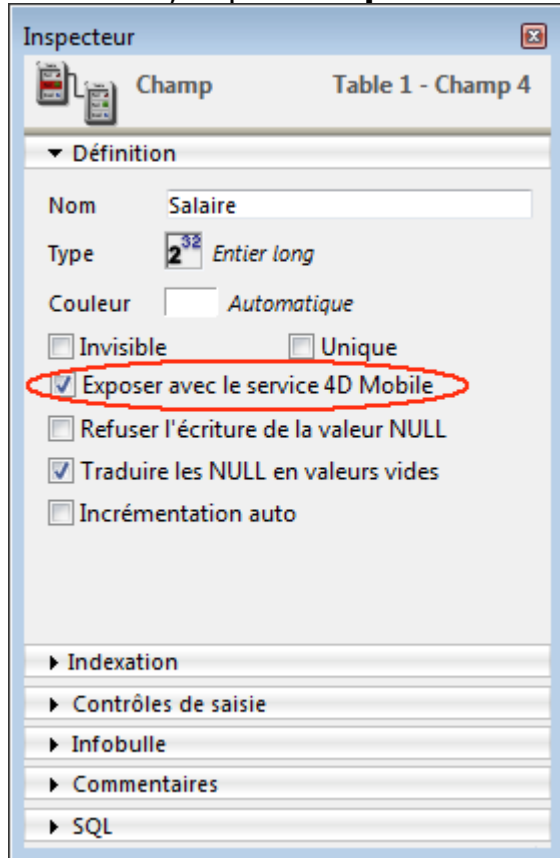 Inspecteur
Champ Table 1 - Champ 4
Définition
Nom Salaire
Type 2 32 Entier long
Couleur Automatique
Invisible Unique
Exposer avec le service 4D Mobile
Refuser l'écriture de la valeur NULL
Traduire les NULL en valeurs vides
Incrémentation auto
Indexation
Contrôles de saisie
Infobulle
Commentaires
SQL